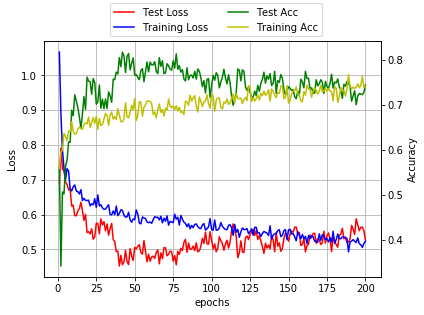 Test Loss Test Acc
Training Loss Training Acc
1.0 0.8
0.9 0.7
0.8 0.6
0.7 0.5
0.6 0.4
0.5
Loss
Accuracy
0 25 50 75 100 125 150 175 200
epochs